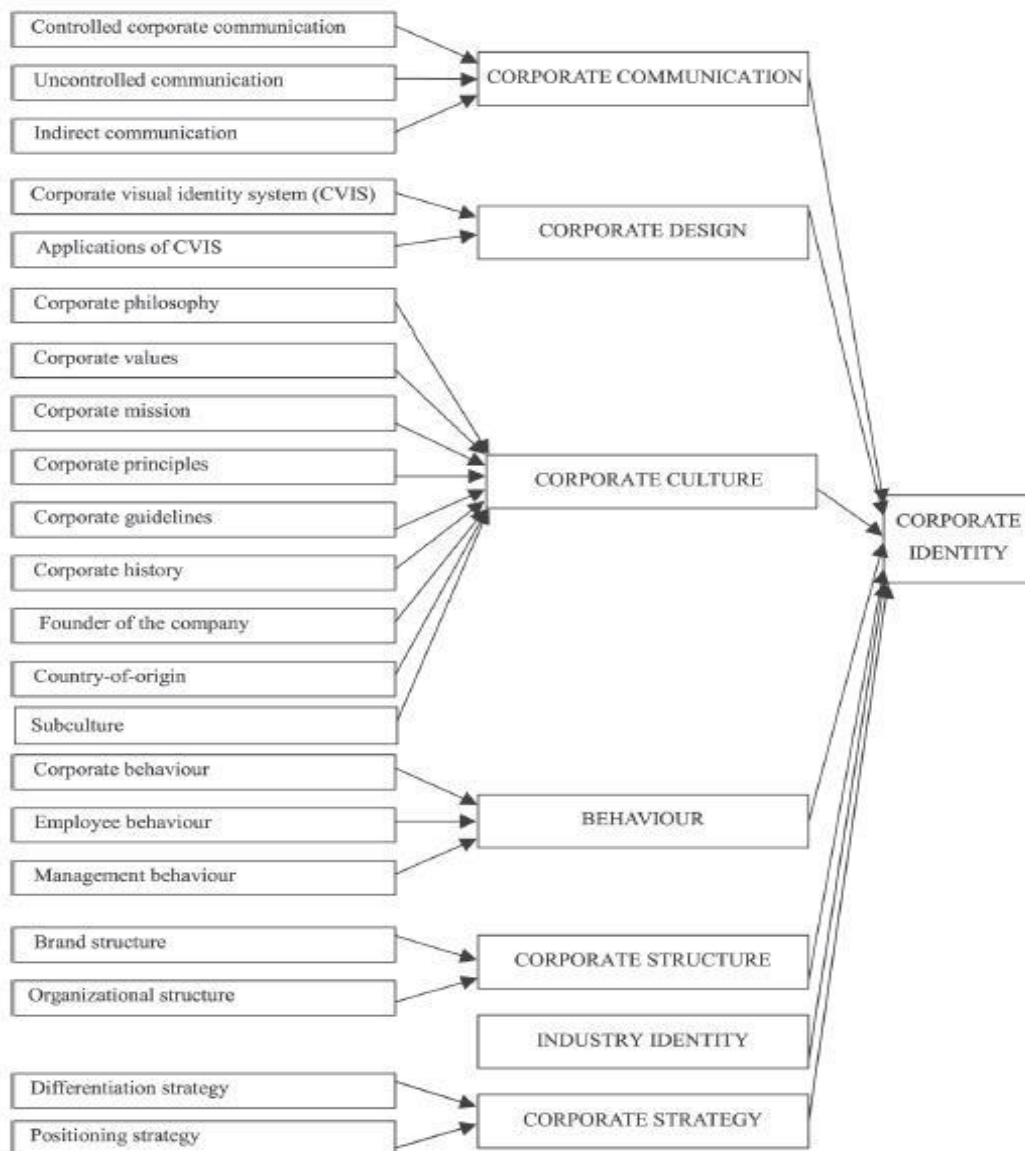 Controlled corporate communication
Uncontrolled communication
Indirect communication
Corporate visual identity system (CVIS)
Applications of CVIS
Corporate philosophy
Corporate values
Corporate mission
Corporate principles
Corporate guidelines
Corporate history
Founder of the company
Country-of-origin
Subculture
Corporate behaviour
Employee behaviour
Management behaviour
Brand structure
Organizational structure
Differentiation strategy
Positioning strategy
CORPORATE COMMUNICATION
CORPORATE DESIGN
CORPORATE CULTURE
BEHAVIOUR
CORPORATE STRUCTURE
INDUSTRY IDENTITY
CORPORATE STRATEGY
CORPORATE
IDENTITY